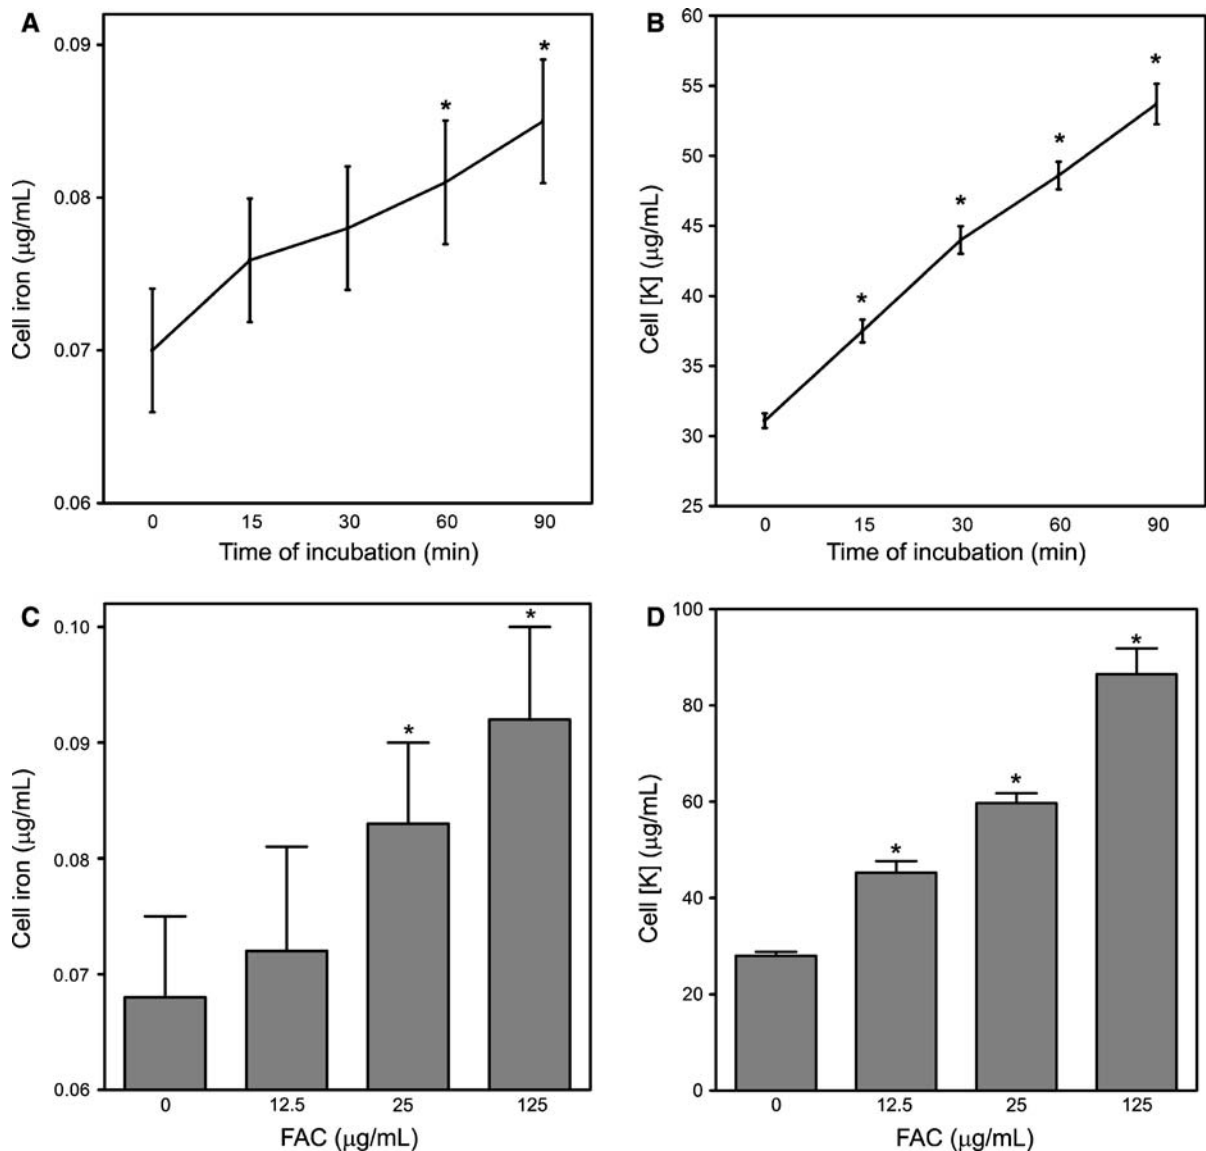 A
0.09
0.08
0.07
0.06
Cell iron (μg/mL)
*
*
0 15 30 60 90
Time of incubation (min)
B
60
55
50
45
40
35
30
25
Cell [K] (μg/mL)
*
*
*
*
0 15 30 60 90
Time of incubation (min)
C
0.10
0.09
0.08
0.07
0.06
Cell iron (μg/mL)
*
*
0 12.5 25 125
FAC (μg/mL)
D
100
80
60
40
20
0
Cell [K] (μg/mL)
*
*
*
0 12.5 25 125
FAC (μg/mL)